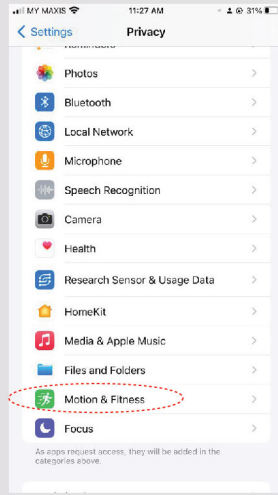 MY MAXIS 11:27 AM 31%
Settings Privacy
Reminders
Photos
Bluetooth
Local Network
Microphone
Speech Recognition
Camera
Health
Research Sensor & Usage Data
HomeKit
Media & Apple Music
Files and Folders
Motion & Fitness
Focus
As apps request access, they will be added in the
categories above.